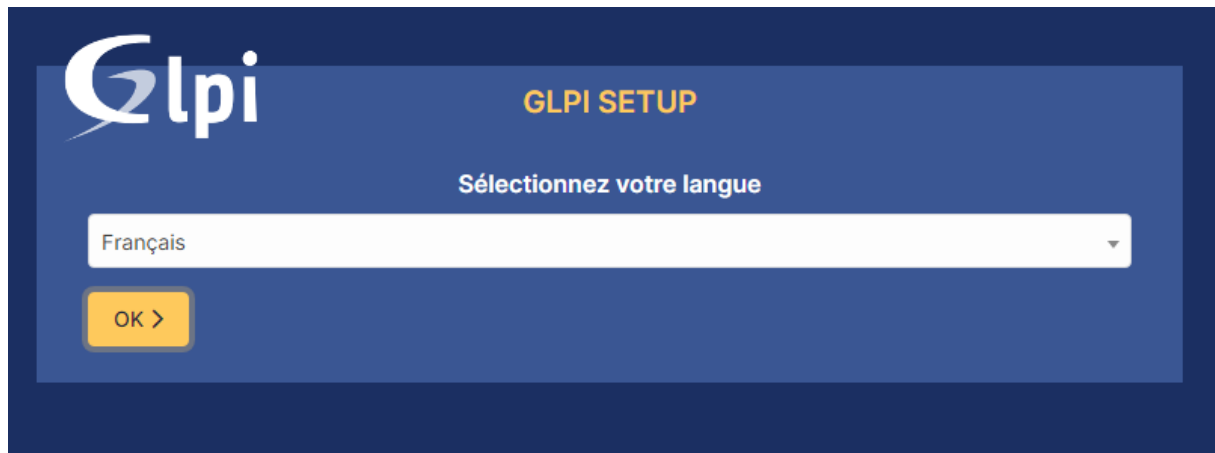 Glpi
GLPI SETUP
Sélectionnez votre langue
Français
OK